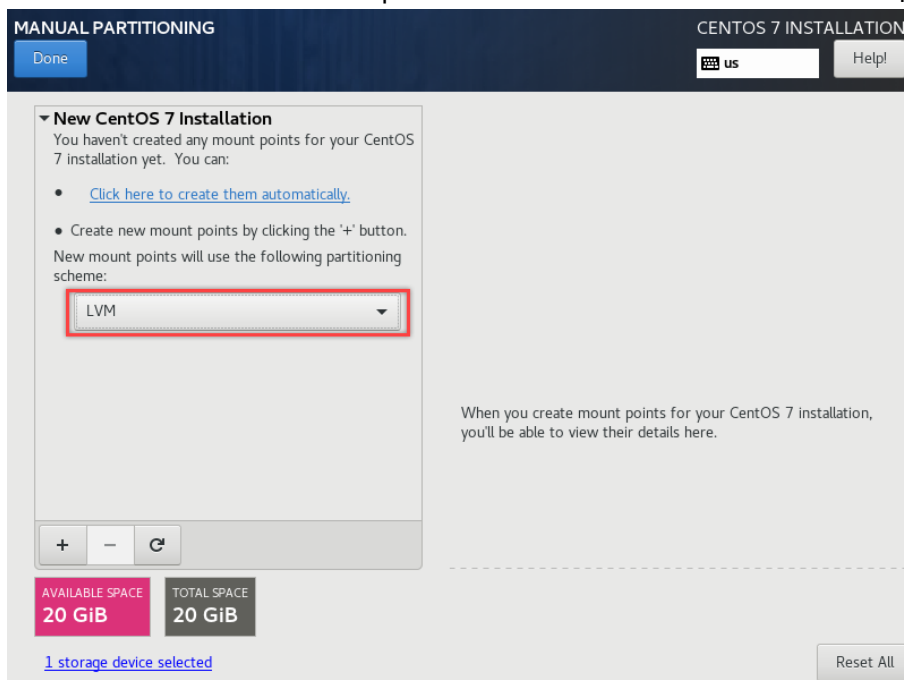 MANUAL PARTITIONING
CENTOS 7 INSTALLATION
Done
us
Help!
New CentOS 7 Installation
You haven't created any mount points for your CentOS
7 installation yet. You can:
• Click here to create them automatically.
• Create new mount points by clicking the '+' button.
New mount points will use the following partitioning
scheme:
LVM
When you create mount points for your CentOS 7 installation,
you'll be able to view their details here.
+ −
AVAILABLE SPACE
20 GiB
TOTAL SPACE
20 GiB
1 storage device selected
Reset All